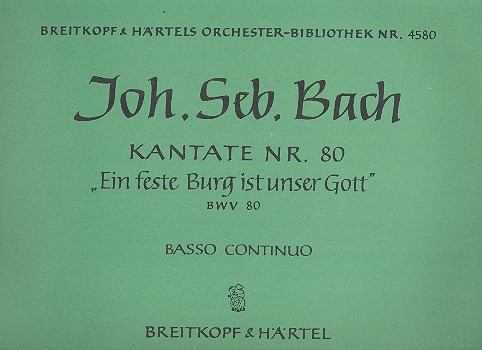 BREITKOPF & HÄRTELS ORCHESTER-BIBLIOTHEK NR. 4580
Joh. Seb. Bach
KANTATE NR. 80
„Ein feste Burg ist unser Gott”
BWV 80
BASSO CONTINUO
BREITKOPF & HÄRTEL